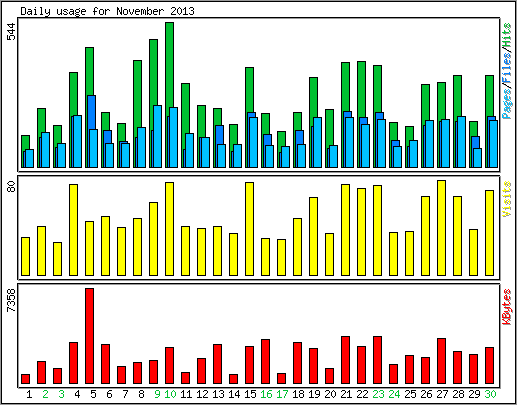 Daily usage for November 2013
544
Pages/Files/Hits
80
Visits
7358
KBytes
1 2 3 4 5 6 7 8 9 10 11 12 13 14 15 16 17 18 19 20 21 22 23 24 25 26 27 28 29 30